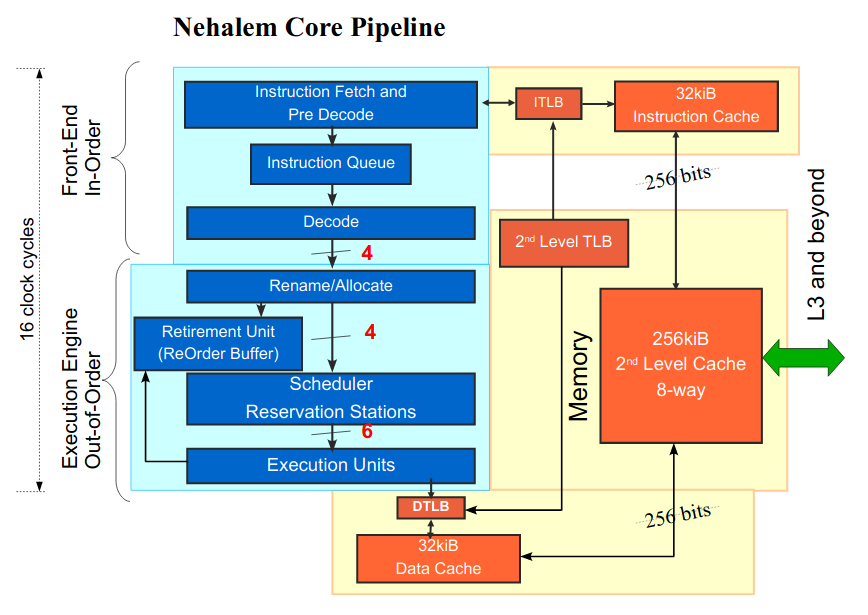 Nehalem Core Pipeline
16 clock cycles
Front-End
In-Order
Instruction Fetch and
Pre Decode
Instruction Queue
Decode
4
ITLB
32kiB
Instruction Cache
256 bits
2nd Level TLB
Execution Engine
Out-of-Order
Rename/Allocate
Retirement Unit
(ReOrder Buffer)
4
Scheduler
Reservation Stations
6
Execution Units
Memory
256kiB
2nd Level Cache
8-way
L3 and beyond
DTLB
32kiB
Data Cache
256 bits